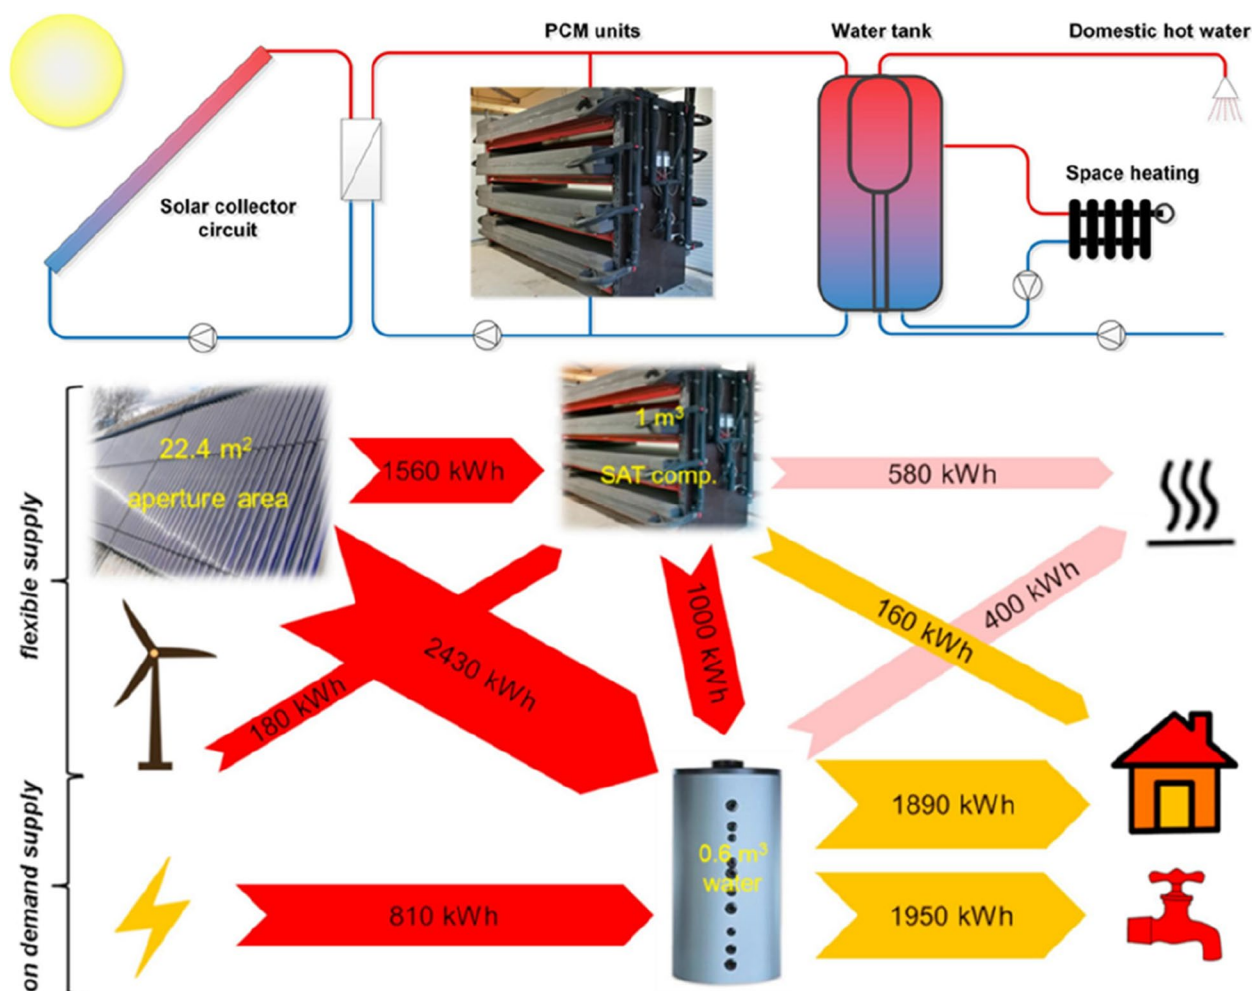 PCM units
Water tank
Domestic hot water
Solar collector
circuit
Space heating
flexible supply
22.4 m²
aperture area
1560 kWh
1 m³
SAT comp.
580 kWh
2430 kWh
180 kWh
1000 kWh
160 kWh
400 kWh
1890 kWh
on demand supply
810 kWh
0.6 m³
water
1950 kWh